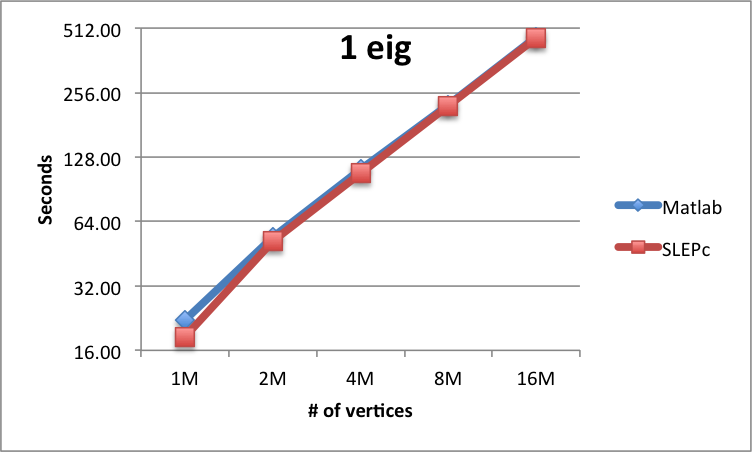 1 eig
512.00
256.00
128.00
64.00
32.00
16.00
Seconds
1M 2M 4M 8M 16M
# of vertices
Matlab
SLEPc